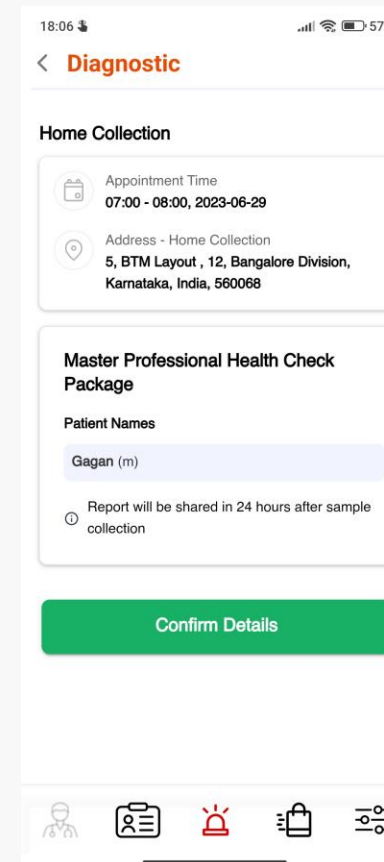 18:06 57
Diagnostic
Home Collection
Appointment Time
07:00 - 08:00, 2023-06-29
Address - Home Collection
5, BTM Layout , 12, Bangalore Division,
Karnataka, India, 560068
Master Professional Health Check
Package
Patient Names
Gagan (m)
Report will be shared in 24 hours after sample
collection
Confirm Details